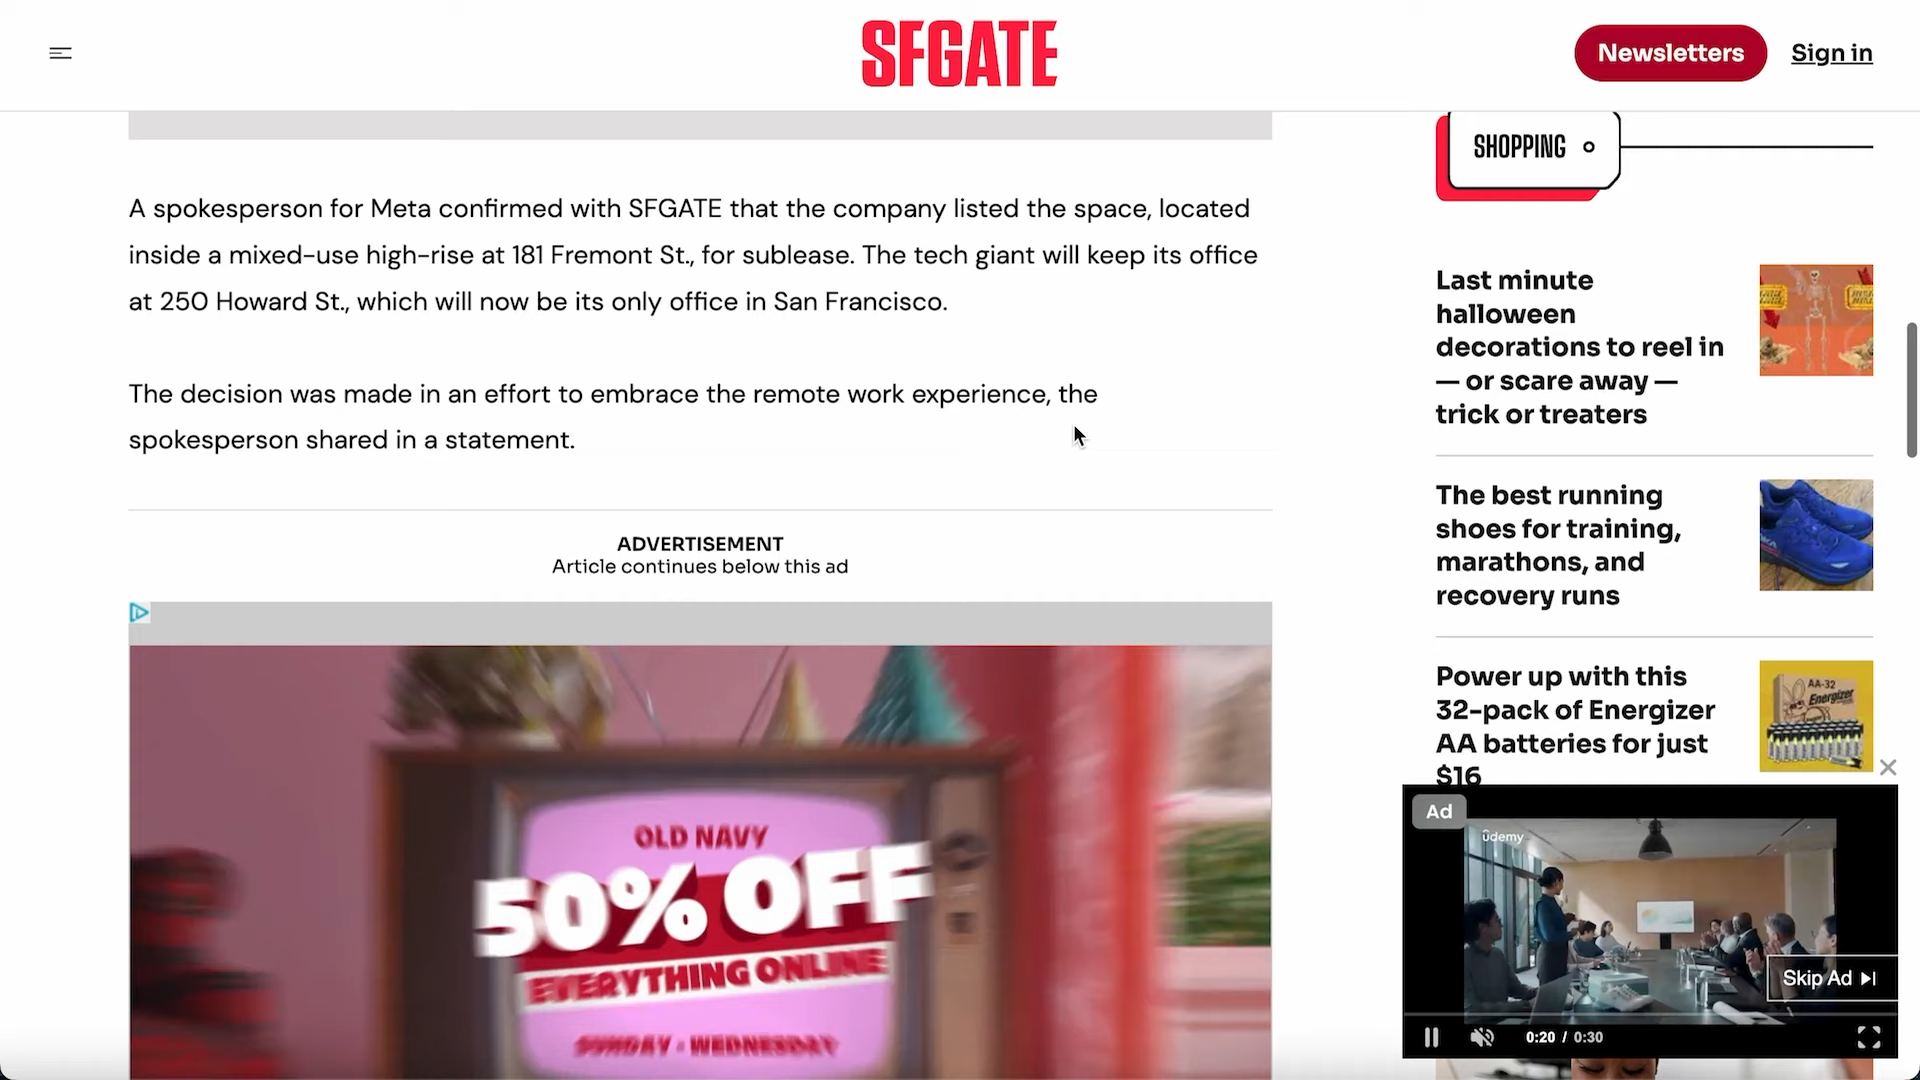 SFGATE
Newsletters
Sign in
A spokesperson for Meta confirmed with SFGATE that the company listed the space, located
inside a mixed-use high-rise at 181 Fremont St., for sublease. The tech giant will keep its office
at 250 Howard St., which will now be its only office in San Francisco.
The decision was made in an effort to embrace the remote work experience, the
spokesperson shared in a statement.
ADVERTISEMENT
Article continues below this ad
OLD NAVY
50% OFF
EVERYTHING ONLINE
SUNDAY - WEDNESDAY
SHOPPING
Last minute
halloween
decorations to reel in
— or scare away —
trick or treaters
The best running
shoes for training,
marathons, and
recovery runs
Power up with this
32-pack of Energizer
AA batteries for just
$16
AA-32
Energizer
Ad
ûdemy
Skip Ad
0:20 / 0:30